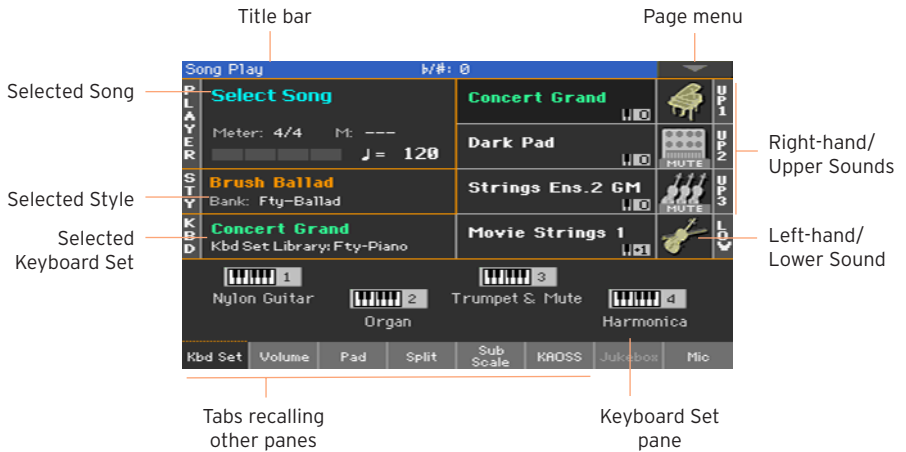 Title bar
Page menu
Song Play ♭/#: 0
Selected Song
PLAYER
Select Song
Meter: 4/4 M: ---
♩= 120
Concert Grand
0
UP1
Dark Pad
0
MUTE
UP2
Right-hand/
Upper Sounds
Selected Style
STY
Brush Ballad
Bank: Fty-Ballad
Strings Ens.2 GM
0
MUTE
UP3
Selected
Keyboard Set
KBD
Concert Grand
Kbd Set Library: Fty-Piano
Movie Strings 1
+1
LOW
Left-hand/
Lower Sound
1
Nylon Guitar
2
Organ
3
Trumpet & Mute
4
Harmonica
Kbd Set Volume Pad Split Sub Scale KAOSS Jukebox Mic
Tabs recalling
other panes
Keyboard Set
pane